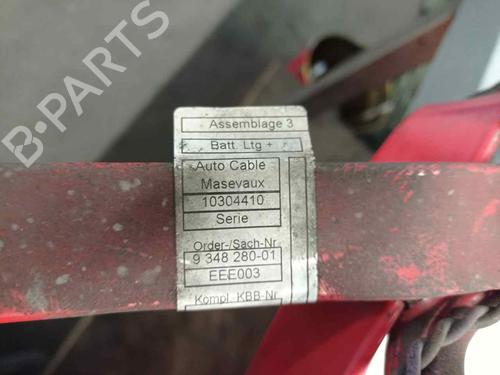 B-PARTS
Assemblage 3
Batt. Ltg +
Auto Cable
Masevaux
10304410
Serie
Order-/Sach-Nr
9 348 280-01
EEE003
Kompl. KBB-Nr